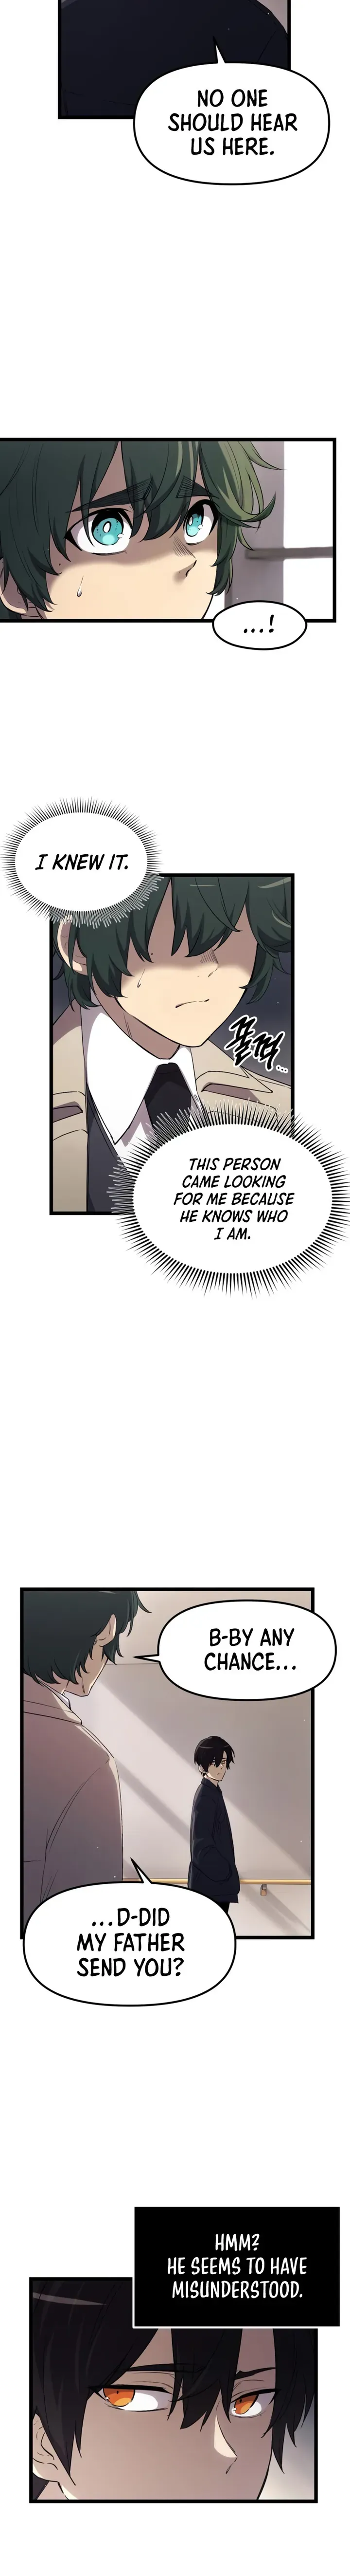 NO ONE
SHOULD HEAR
US HERE.
...!
I KNEW IT.
THIS PERSON
CAME LOOKING
FOR ME BECAUSE
HE KNOWS WHO
I AM.
B-BY ANY
CHANCE...
...D-DID
MY FATHER
SEND YOU?
HMM?
HE SEEMS TO HAVE
MISUNDERSTOOD.